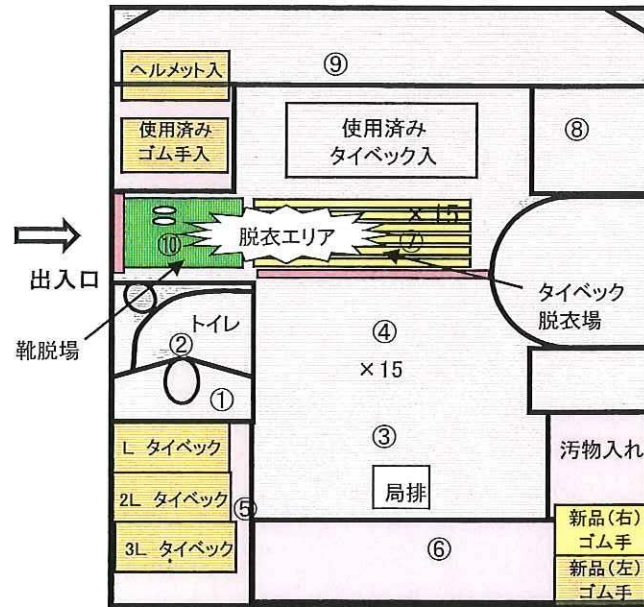 ⑨
ヘルメット入
使用済み
ゴム手入
使用済み
タイベック入
⑧
×15
⑩
脱衣エリア
⑦
出入口
タイベック
脱衣場
靴脱場
トイレ
②
①
④
×15
③
局排
L タイベック
2L タイベック
3L タイベック
⑤
⑥
汚物入れ
新品(右)
ゴム手
新品(左)
ゴム手